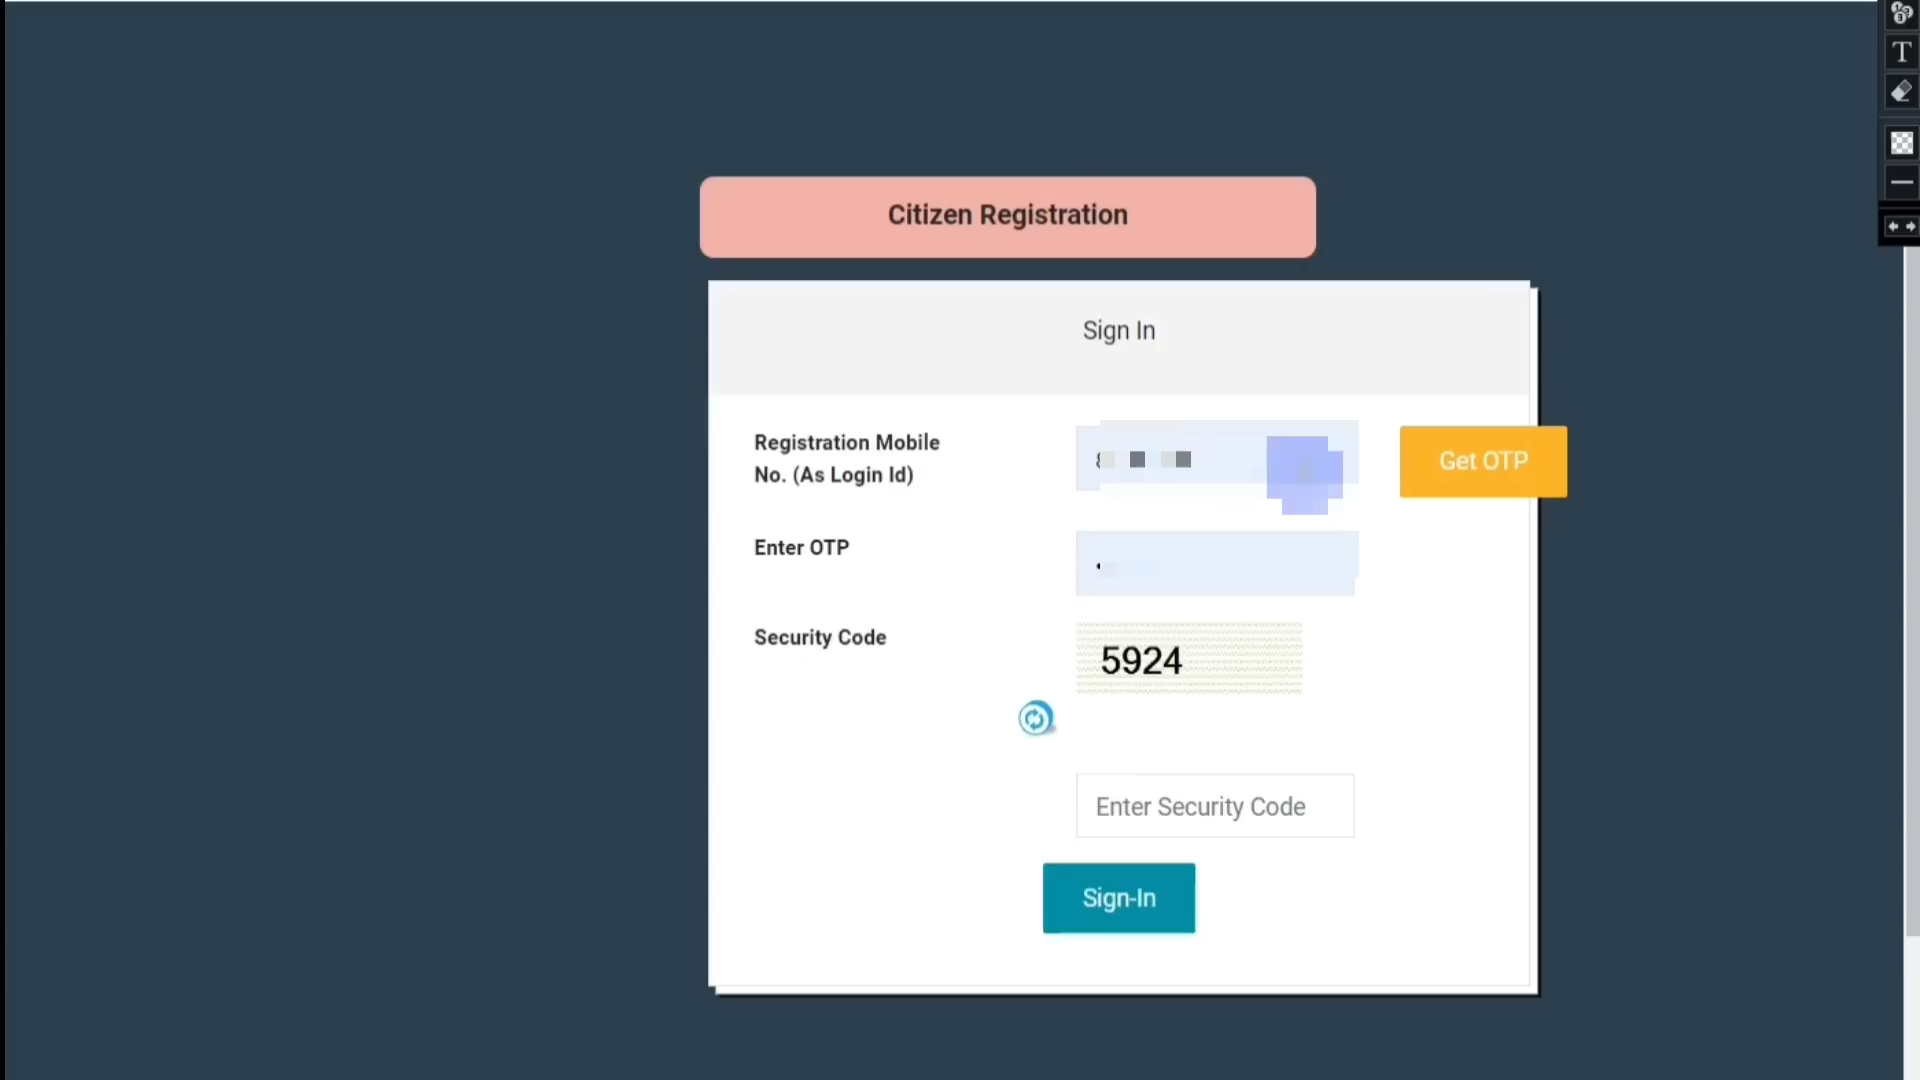 Citizen Registration
Sign In
Registration Mobile
No. (As Login Id)
Get OTP
Enter OTP
Security Code
5924
Enter Security Code
Sign-In
T